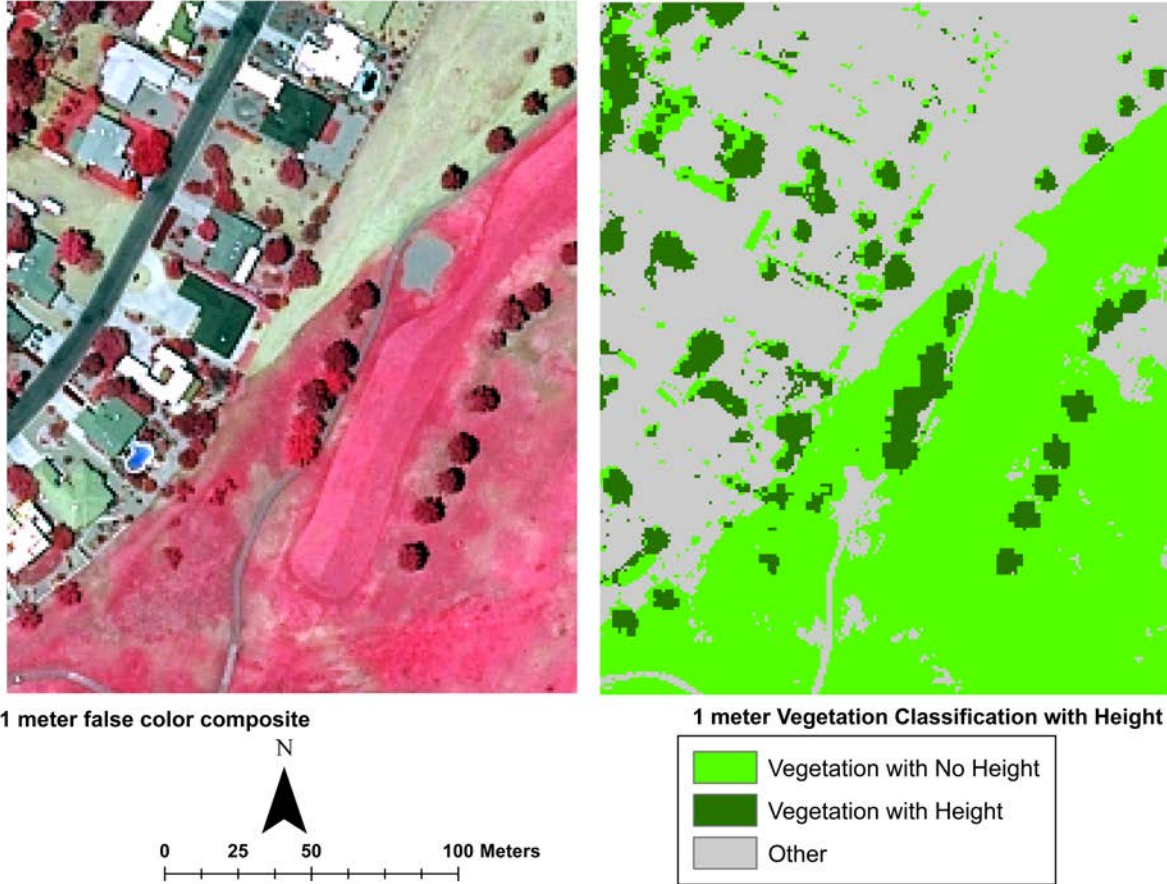 1 meter false color composite
1 meter Vegetation Classification with Height
N
0 25 50 100 Meters
Vegetation with No Height
Vegetation with Height
Other